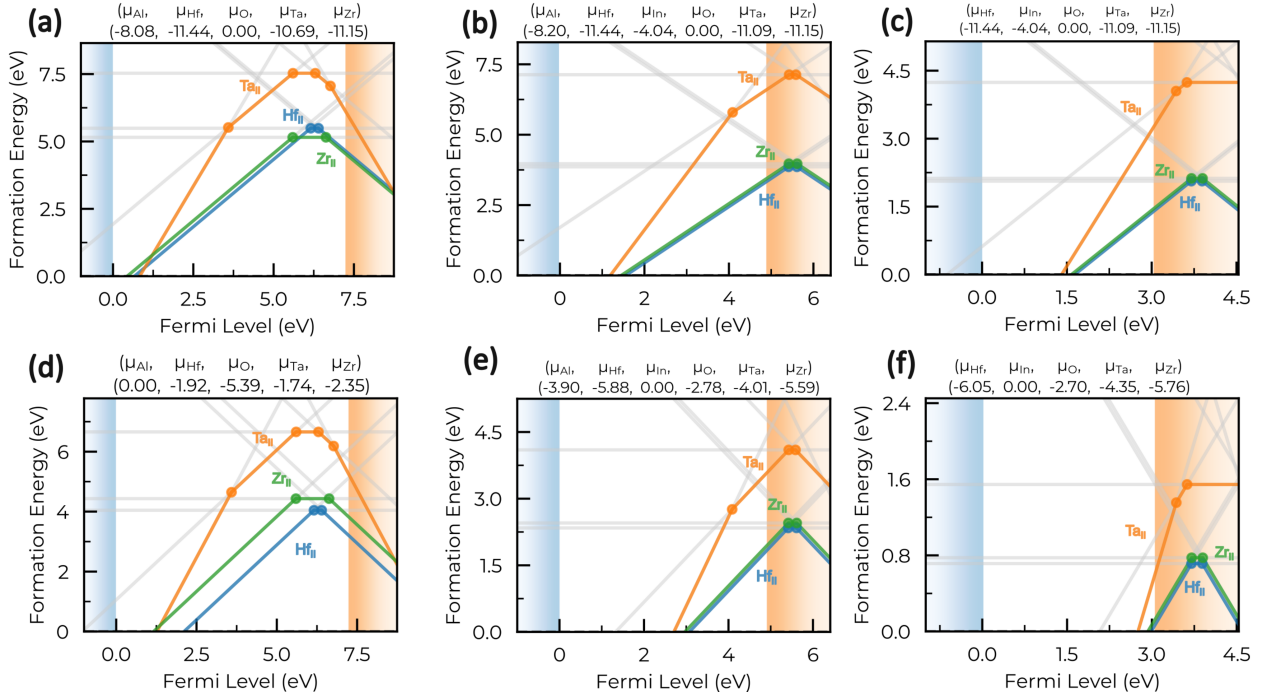 (a)
(μAl, μHf, μO, μTa, μZr)
(-8.08, -11.44, 0.00, -10.69, -11.15)
Formation Energy (eV)
7.5
5.0
2.5
0.0
TaII
HfII
ZrII
0.0 2.5 5.0 7.5
Fermi Level (eV)
(b)
(μAl, μHf, μIn, μO, μTa, μZr)
(-8.20, -11.44, -4.04, 0.00, -11.09, -11.15)
Formation Energy (eV)
7.5
5.0
2.5
0.0
TaII
ZrII
HfII
0 2 4 6
Fermi Level (eV)
(c)
(μHf, μIn, μO, μTa, μZr)
(-11.44, -4.04, 0.00, -11.09, -11.15)
Formation Energy (eV)
4.5
3.0
1.5
0.0
TaII
ZrII
HfII
0.0 1.5 3.0 4.5
Fermi Level (eV)
(d)
(μAl, μHf, μO, μTa, μZr)
(0.00, -1.92, -5.39, -1.74, -2.35)
Formation Energy (eV)
6
4
2
0
TaII
ZrII
HfII
0.0 2.5 5.0 7.5
Fermi Level (eV)
(e)
(μAl, μHf, μIn, μO, μTa, μZr)
(-3.90, -5.88, 0.00, -2.78, -4.01, -5.59)
Formation Energy (eV)
4.5
3.0
1.5
0.0
TaII
ZrII
HfII
0 2 4 6
Fermi Level (eV)
(f)
(μHf, μIn, μO, μTa, μZr)
(-6.05, 0.00, -2.70, -4.35, -5.76)
Formation Energy (eV)
2.4
1.6
0.8
0.0
TaII
ZrII
HfII
0.0 1.5 3.0 4.5
Fermi Level (eV)